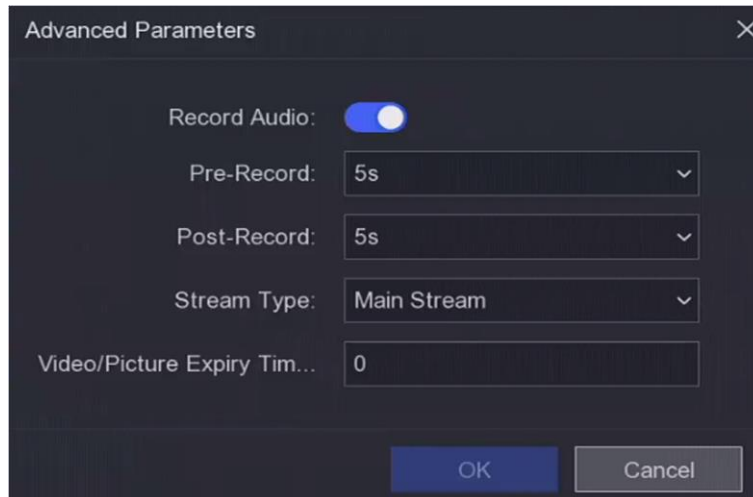 Advanced Parameters
Record Audio:
Pre-Record: 5s
Post-Record: 5s
Stream Type: Main Stream
Video/Picture Expiry Tim... 0
OK Cancel